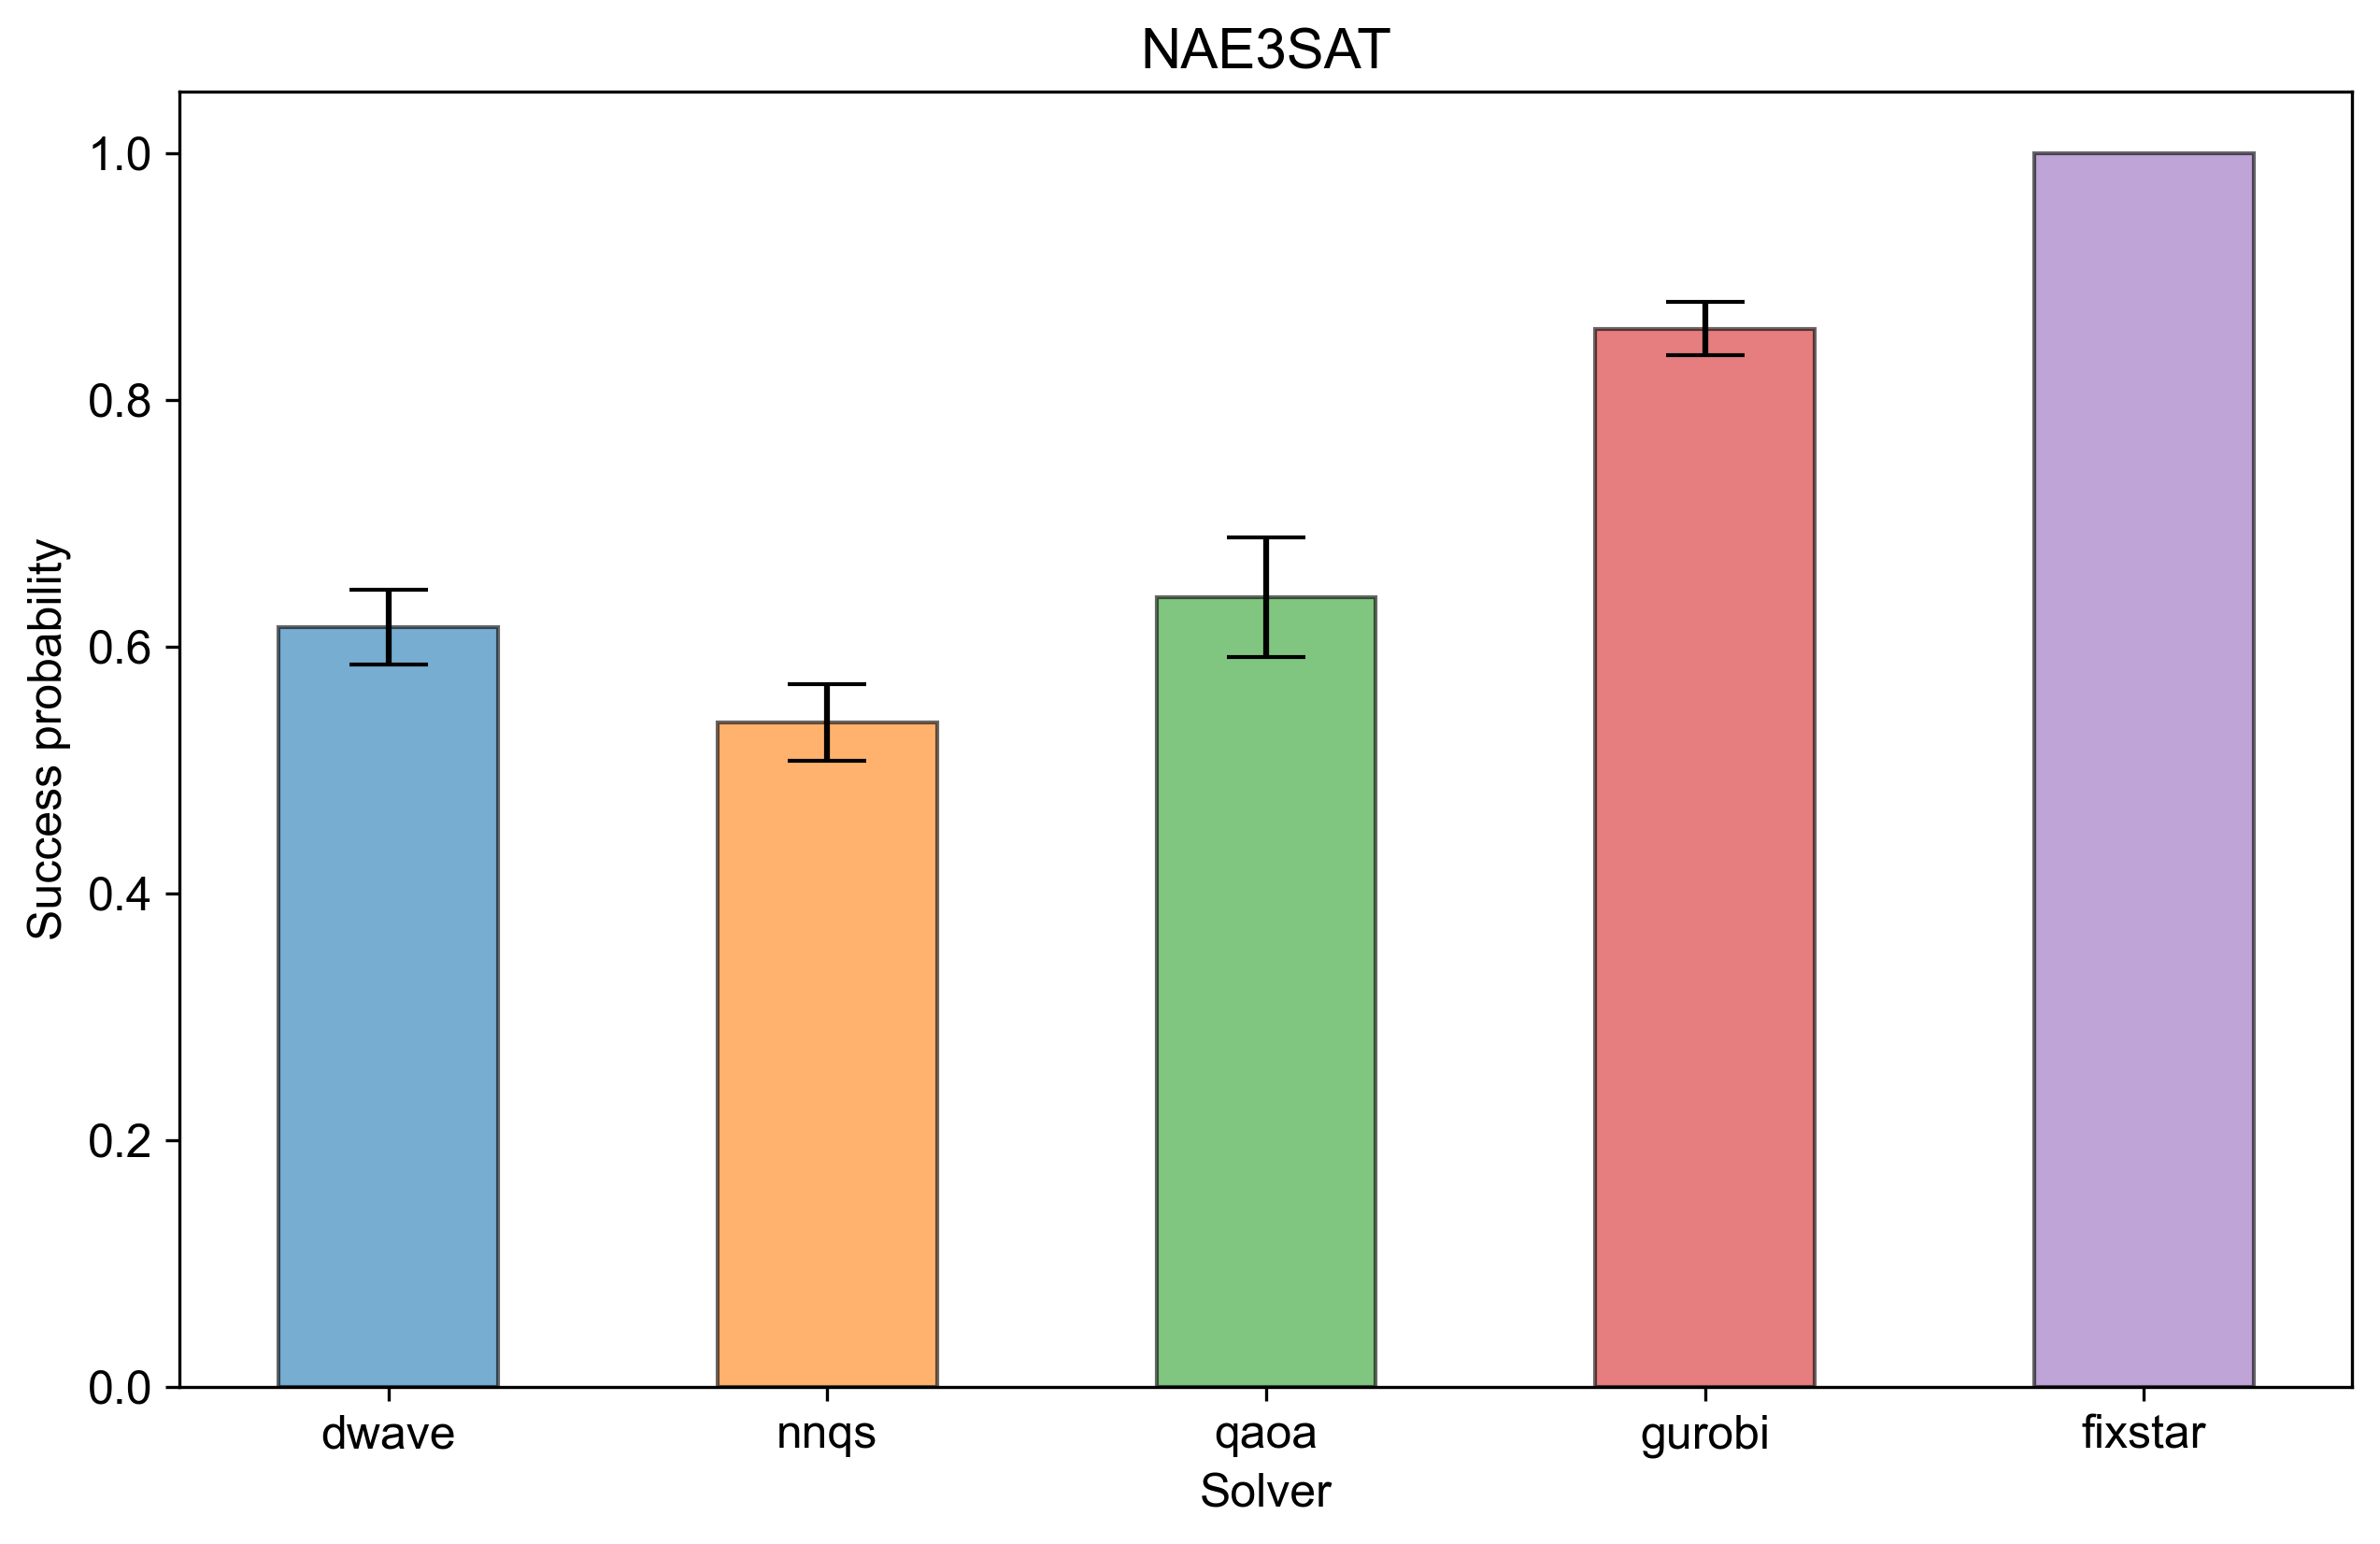 NAE3SAT
Success probability
1.0
0.8
0.6
0.4
0.2
0.0
dwave
nnqs
qaoa
gurobi
fixstar
Solver